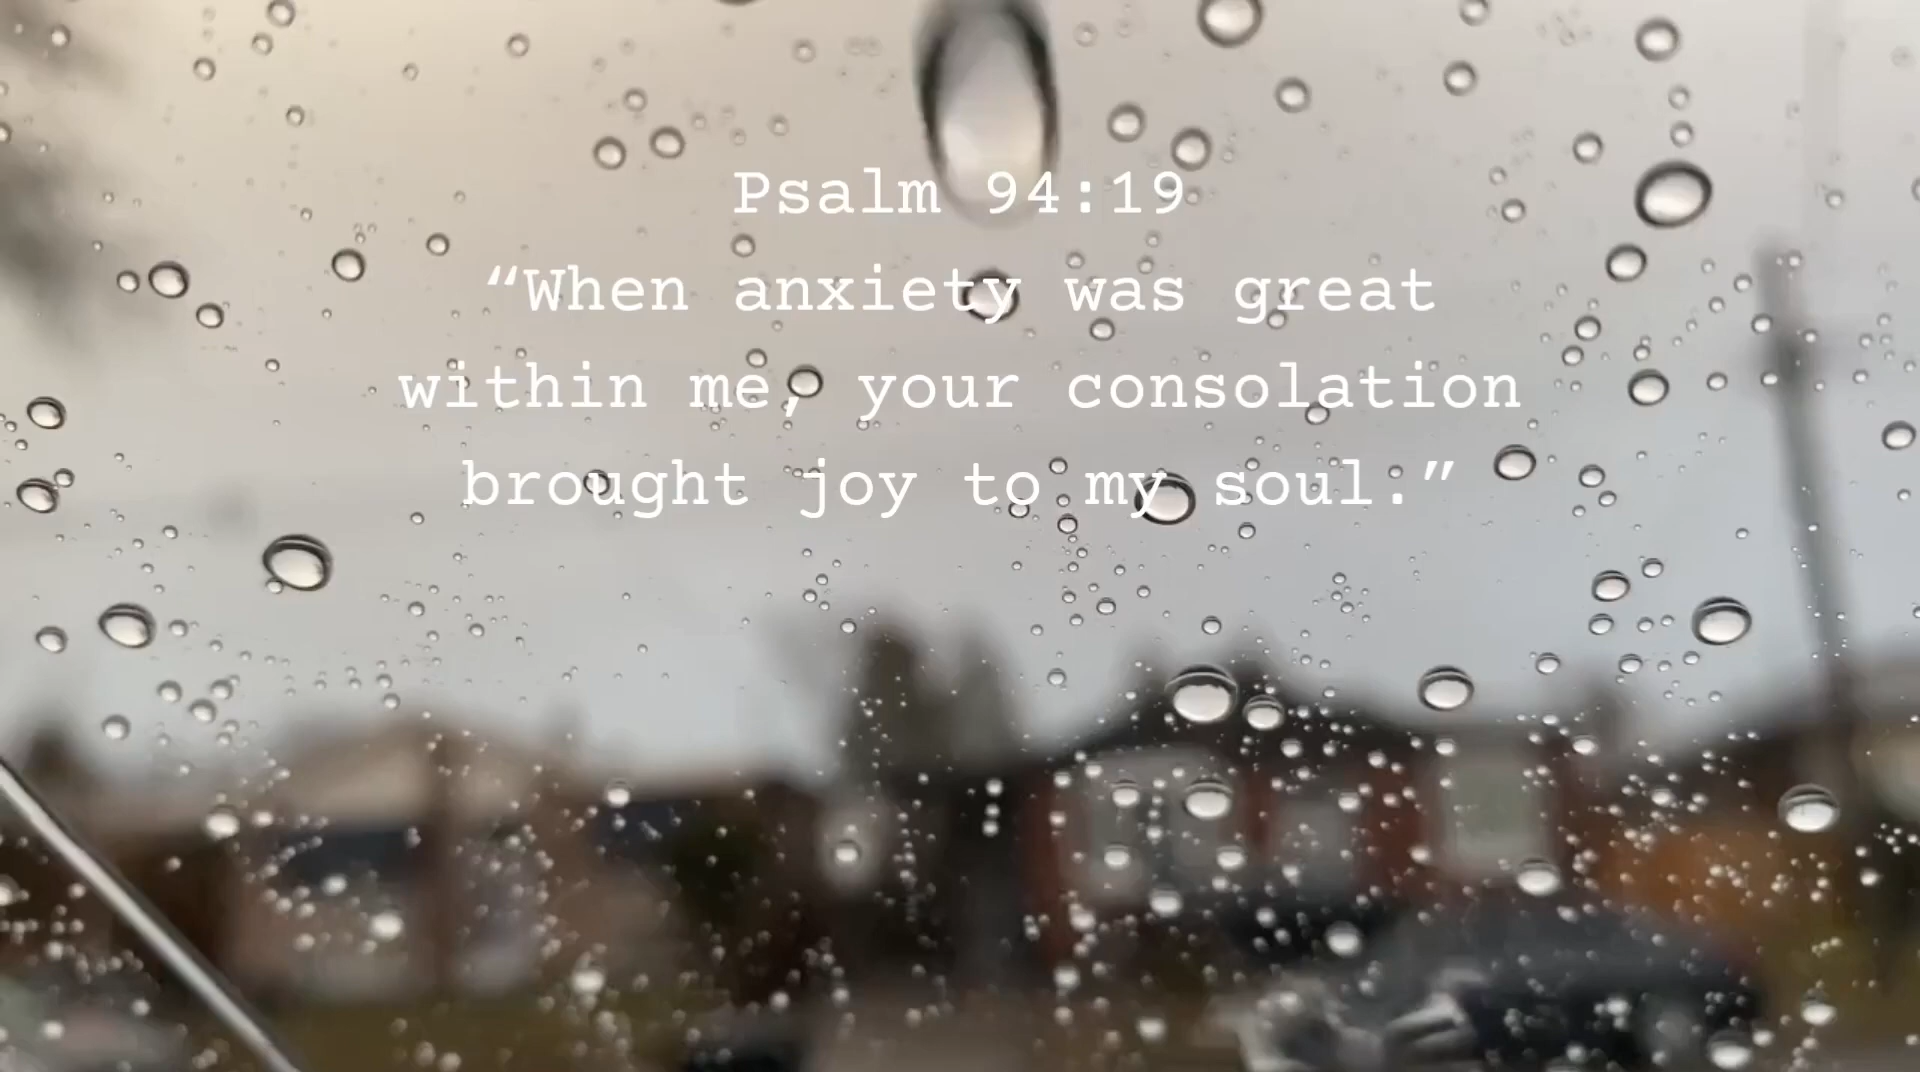 Psalm 94:19
“When anxiety was great
within me, your consolation
brought joy to my soul.”